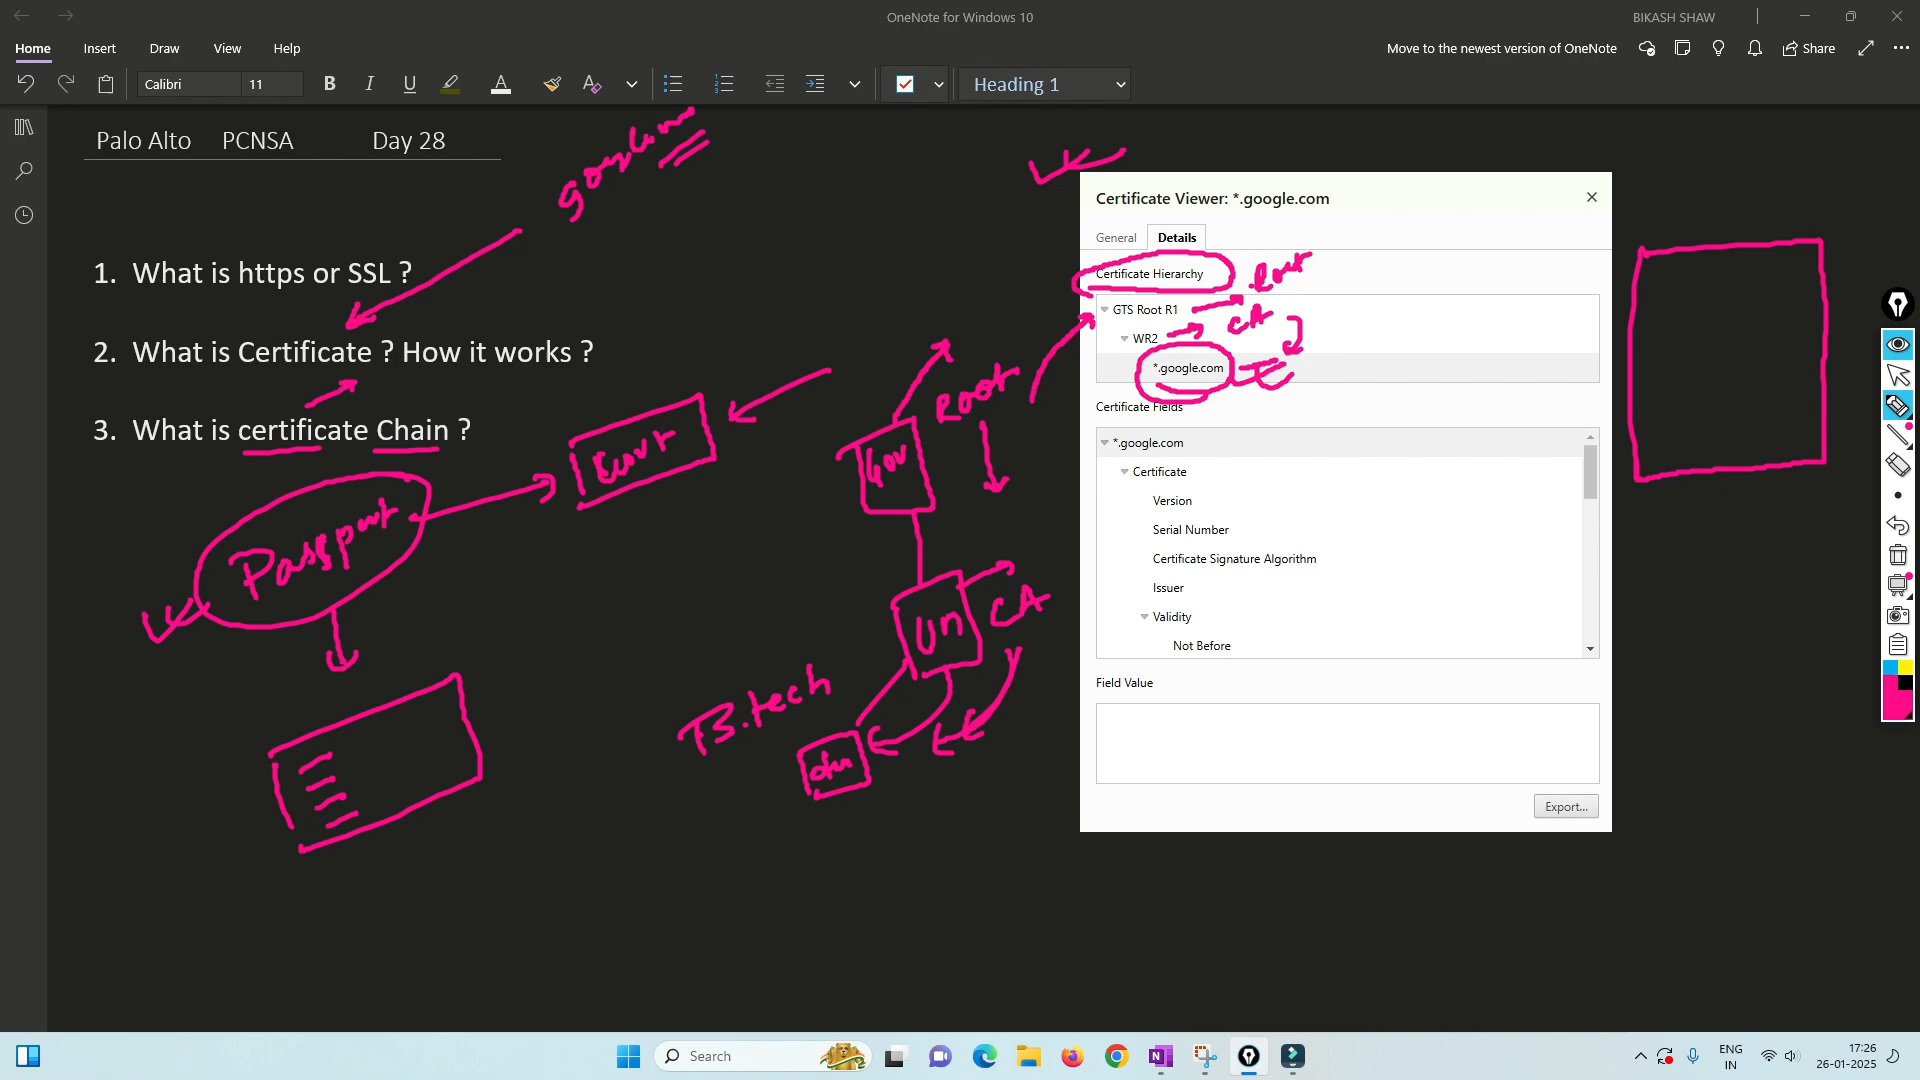 OneNote for Windows 10
BIKASH SHAW
Home Insert Draw View Help
Move to the newest version of OneNote
Share
Calibri 11 B I U A A Heading 1
Palo Alto PCNSA Day 28
google.com
1. What is https or SSL ?
2. What is Certificate ? How it works ?
3. What is certificate Chain ?
Passport
Gov
Root
Un
CA
TB.tech
Certificate Viewer: *.google.com
General Details
Certificate Hierarchy
Root
GTS Root R1
CA
WR2
*.google.com
Certificate Fields
*.google.com
Certificate
Version
Serial Number
Certificate Signature Algorithm
Issuer
Validity
Not Before
Field Value
Export...
Search
ENG
IN
17:26
26-01-2025